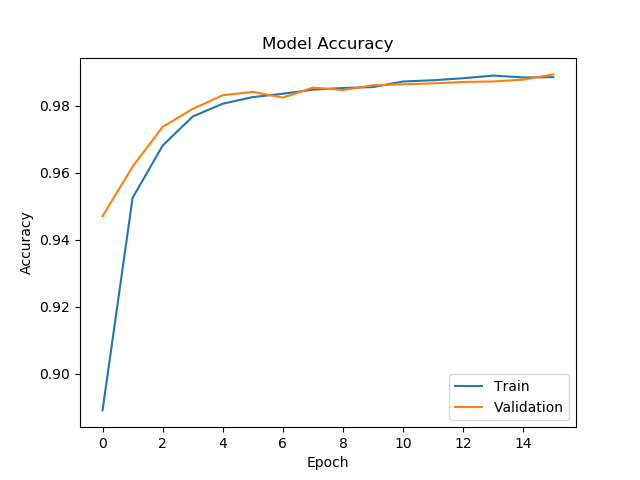 Model Accuracy
Accuracy
0.98
0.96
0.94
0.92
0.90
0 2 4 6 8 10 12 14
Epoch
Train
Validation